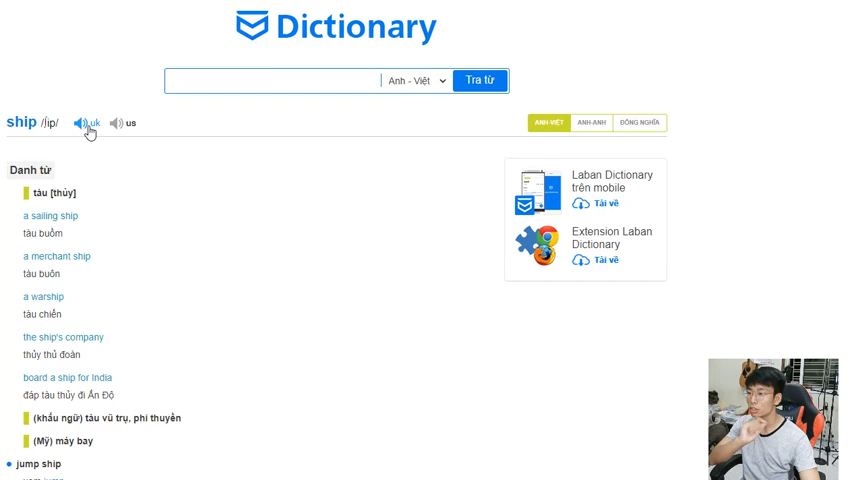 Dictionary
Anh - Việt
Tra từ
ship /ʃip/ uk us
ANH-VIỆT ANH-ANH ĐỒNG NGHĨA
Danh từ
tàu [thủy]
a sailing ship
tàu buồm
a merchant ship
tàu buôn
a warship
tàu chiến
the ship's company
thủy thủ đoàn
board a ship for India
đáp tàu thủy đi Ấn Độ
(khẩu ngữ) tàu vũ trụ, phi thuyền
(Mỹ) máy bay
jump ship
Laban Dictionary
trên mobile
Tải về
Extension Laban
Dictionary
Tải về